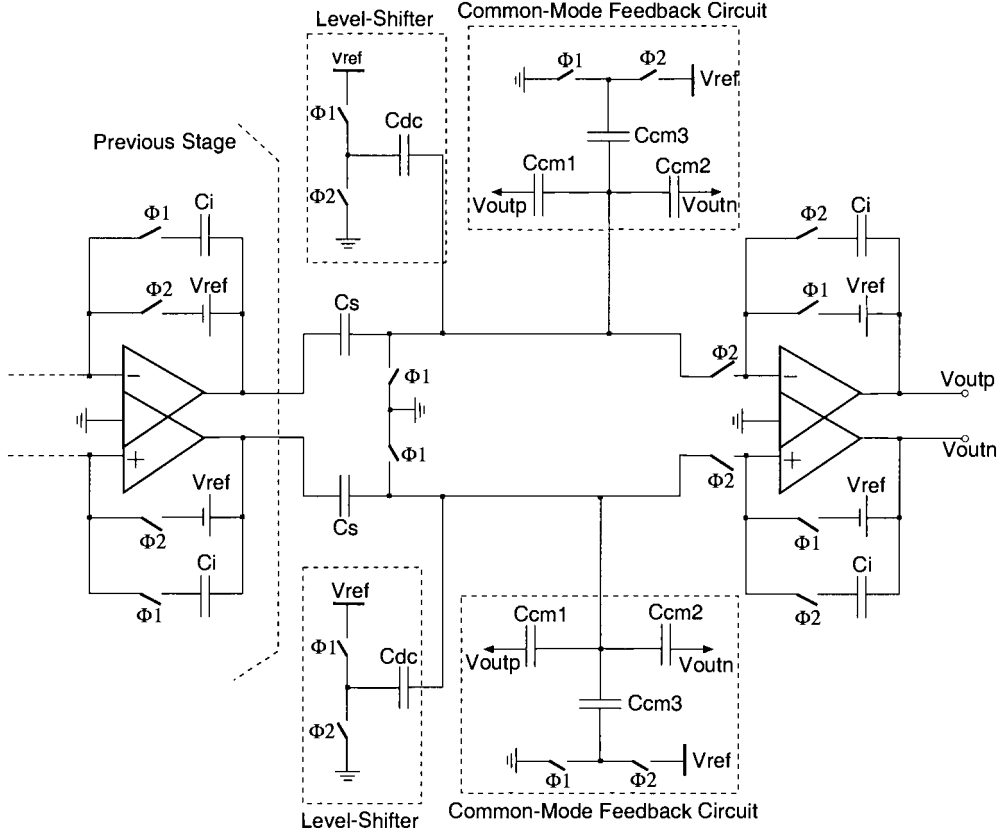 Level-Shifter
Common-Mode Feedback Circuit
Vref
Φ1
Φ2
Vref
Φ1
Cdc
Ccm3
Previous Stage
Ccm1
Ccm2
Φ2
Voutp
Voutn
Φ1
Ci
Φ2
Ci
Φ2
Vref
Cs
Φ1
Vref
Φ1
Φ2
−
−
Voutp
Φ1
Voutn
+
Φ2
+
Vref
Cs
Vref
Φ2
Φ1
Ci
Vref
Ccm1
Ccm2
Ci
Φ1
Φ1
Cdc
Voutp
Voutn
Φ2
Ccm3
Φ2
Φ1
Φ2
Vref
Level-Shifter
Common-Mode Feedback Circuit